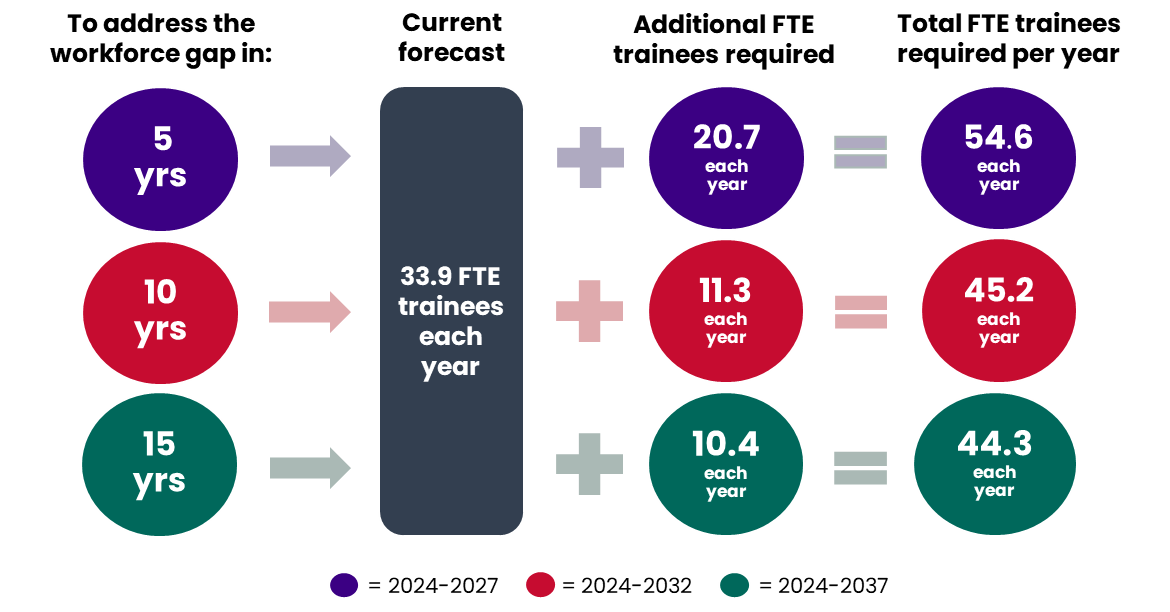 To address the
workforce gap in:
Current
forecast
Additional FTE
trainees required
Total FTE trainees
required per year
5
yrs
33.9 FTE
trainees
each
year
20.7
each
year
54.6
each
year
10
yrs
11.3
each
year
45.2
each
year
15
yrs
10.4
each
year
44.3
each
year
= 2024-2027
= 2024-2032
= 2024-2037